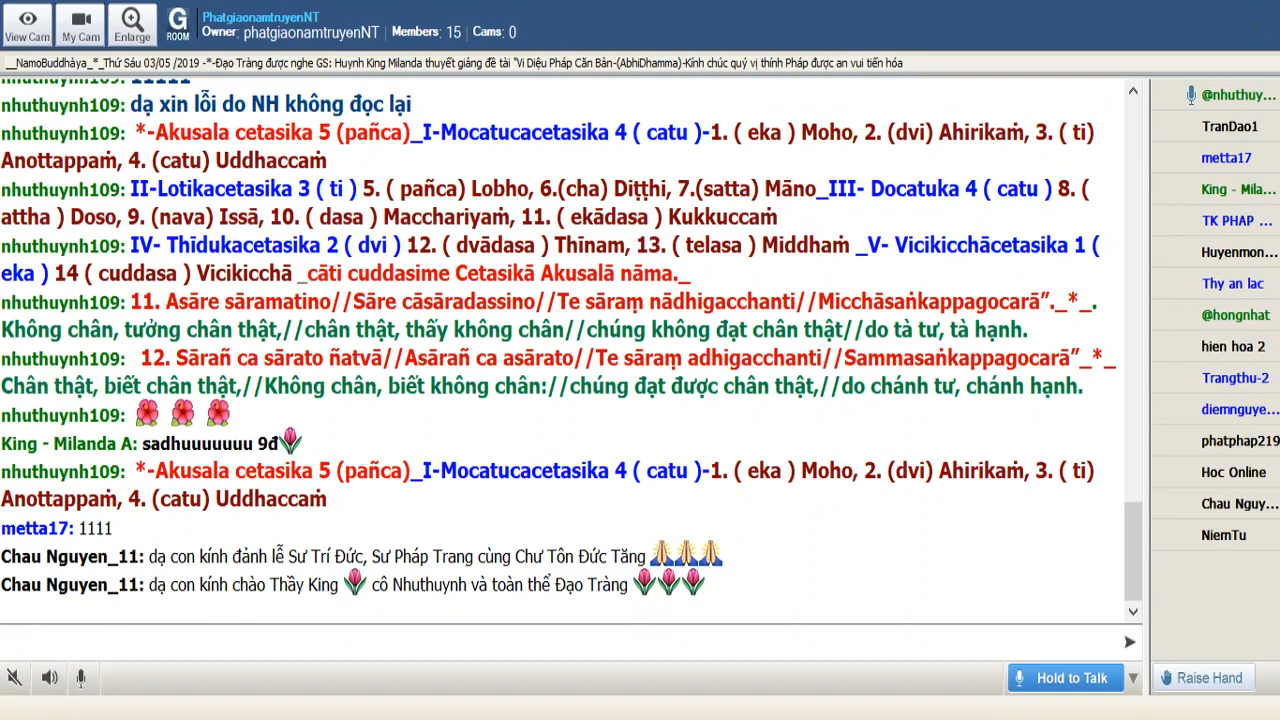 PhatgiaonamtruyenNT
View Cam My Cam Enlarge G ROOM Owner: phatgiaonamtruyenNT Members: 15 Cams: 0
__NamoBuddhàya_*_Thứ Sáu 03/05 /2019 -*-Đạo Tràng được nghe GS: Huynh King Milanda thuyết giảng đề tài "Vi Diệu Pháp Căn Bản-(AbhiDhamma)-Kính chúc quý vị thính Pháp được an vui tiến hóa
nhuthuynh109: 11111
nhuthuynh109: dạ xin lỗi do NH không đọc lại
nhuthuynh109: *-Akusala cetasika 5 (pañca)_I-Mocatucacetasika 4 ( catu )-1. ( eka ) Moho, 2. (dvi) Ahirikaṁ, 3. ( ti)
Anottappaṁ, 4. (catu) Uddhaccaṁ
nhuthuynh109: II-Lotikacetasika 3 ( ti ) 5. ( pañca) Lobho, 6.(cha) Diṭṭhi, 7.(satta) Māno_III- Docatuka 4 ( catu ) 8. (
attha ) Doso, 9. (nava) Issā, 10. ( dasa ) Macchariyaṁ, 11. ( ekādasa ) Kukkuccaṁ
nhuthuynh109: IV- Thīdukacetasika 2 ( dvi ) 12. ( dvādasa ) Thīnam, 13. ( telasa ) Middhaṁ _V- Vicikicchācetasika 1 (
eka ) 14 ( cuddasa ) Vicikicchā _cāti cuddasime Cetasikā Akusalā nāma._
nhuthuynh109: 11. Asāre sāramatino//Sāre cāsāradassino//Te sāraṃ nādhigacchanti//Micchāsaṅkappagocarā”._*_.
Không chân, tưởng chân thật,//chân thật, thấy không chân//chúng không đạt chân thật//do tà tư, tà hạnh.
nhuthuynh109: 12. Sārañ ca sārato ñatvā//Asārañ ca asārato//Te sāraṃ adhigacchanti//Sammasaṅkappagocarā”_*_
Chân thật, biết chân thật,//Không chân, biết không chân://chúng đạt được chân thật,//do chánh tư, chánh hạnh.
nhuthuynh109:
King - Milanda A: sadhuuuuuuu 9đ
nhuthuynh109: *-Akusala cetasika 5 (pañca)_I-Mocatucacetasika 4 ( catu )-1. ( eka ) Moho, 2. (dvi) Ahirikaṁ, 3. ( ti)
Anottappaṁ, 4. (catu) Uddhaccaṁ
metta17: 1111
Chau Nguyen_11: dạ con kính đảnh lễ Sư Trí Đức, Sư Pháp Trang cùng Chư Tôn Đức Tăng
Chau Nguyen_11: dạ con kính chào Thầy King cô Nhuthuynh và toàn thể Đạo Tràng
Hold to Talk
@nhuthuy...
TranDao1
metta17
King - Mila...
TK PHAP ...
Huyenmon...
Thy an lac
@hongnhat
hien hoa 2
Trangthu-2
diemnguye...
phatphap219
Hoc Online
Chau Nguy...
NiemTu
Raise Hand